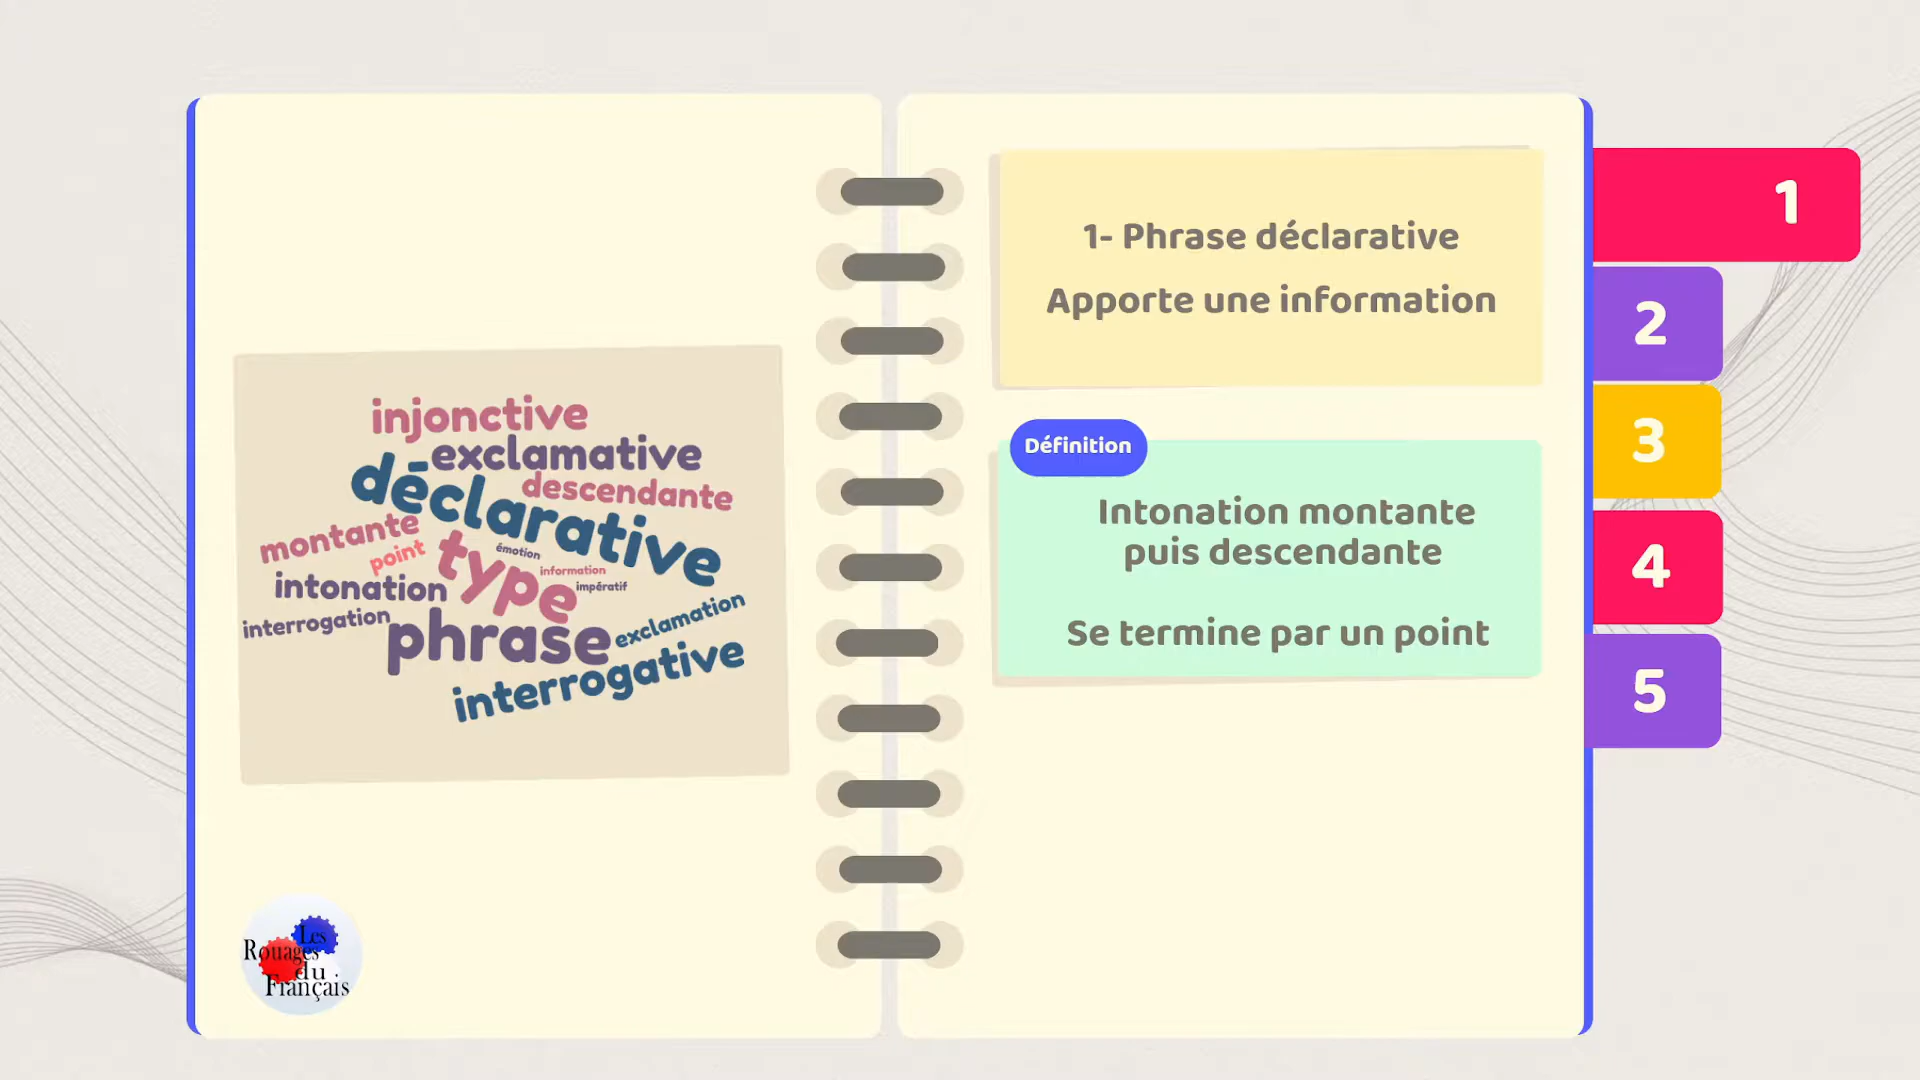 injonctive
exclamative
déclarative
descendante
montante
point
type
émotion
information
impératif
intonation
interrogation
phrase
exclamation
interrogative
Les
Rouages
du
Français
1- Phrase déclarative
Apporte une information
Définition
Intonation montante
puis descendante
Se termine par un point
1
2
3
4
5